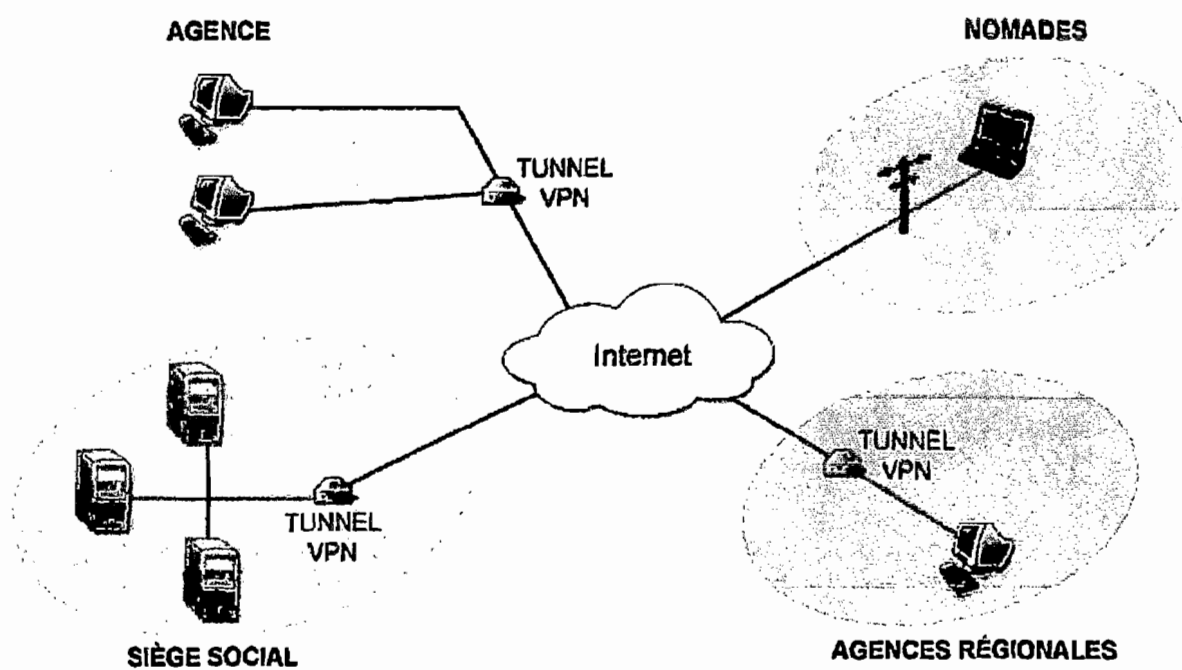 AGENCE
NOMADES
TUNNEL
VPN
Internet
TUNNEL
VPN
TUNNEL
VPN
SIÈGE SOCIAL
AGENCES RÉGIONALES